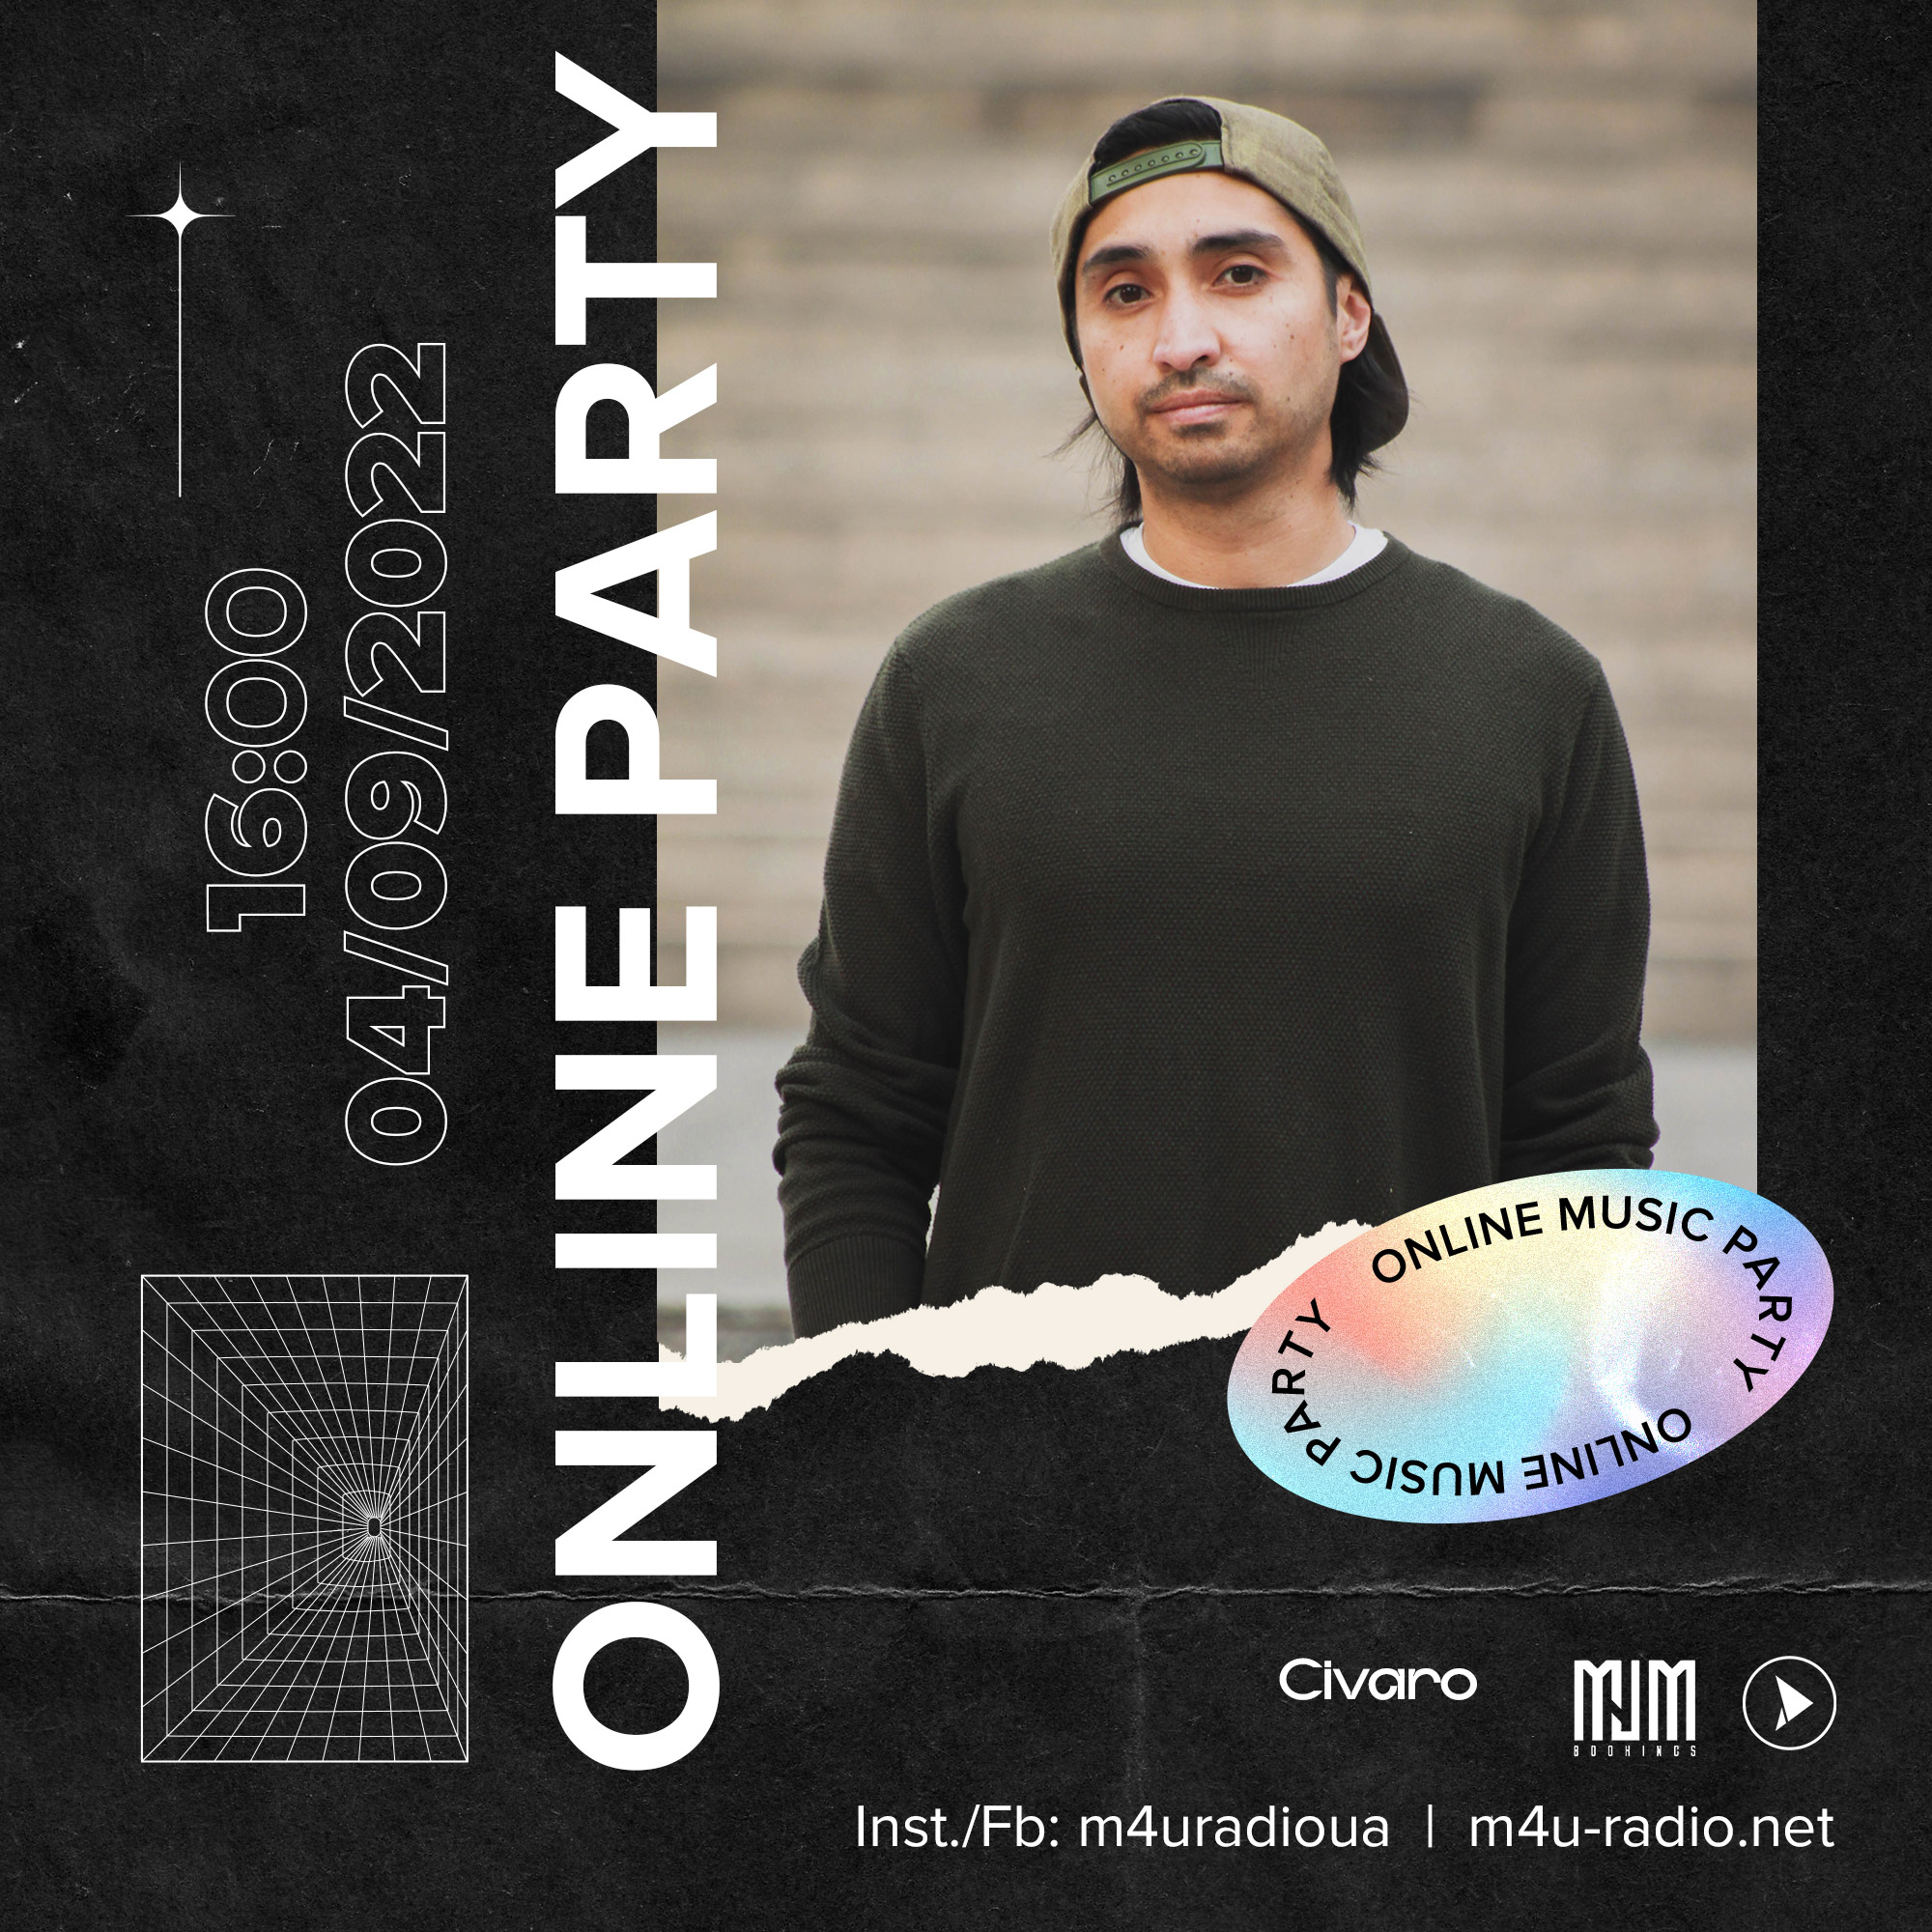 16:00
04/09/2022
ONLINE PARTY
ONLINE MUSIC PARTY
ONLINE MUSIC PARTY
Civaro
MJM
BOOKINGS
Inst./Fb: m4uradioua | m4u-radio.net